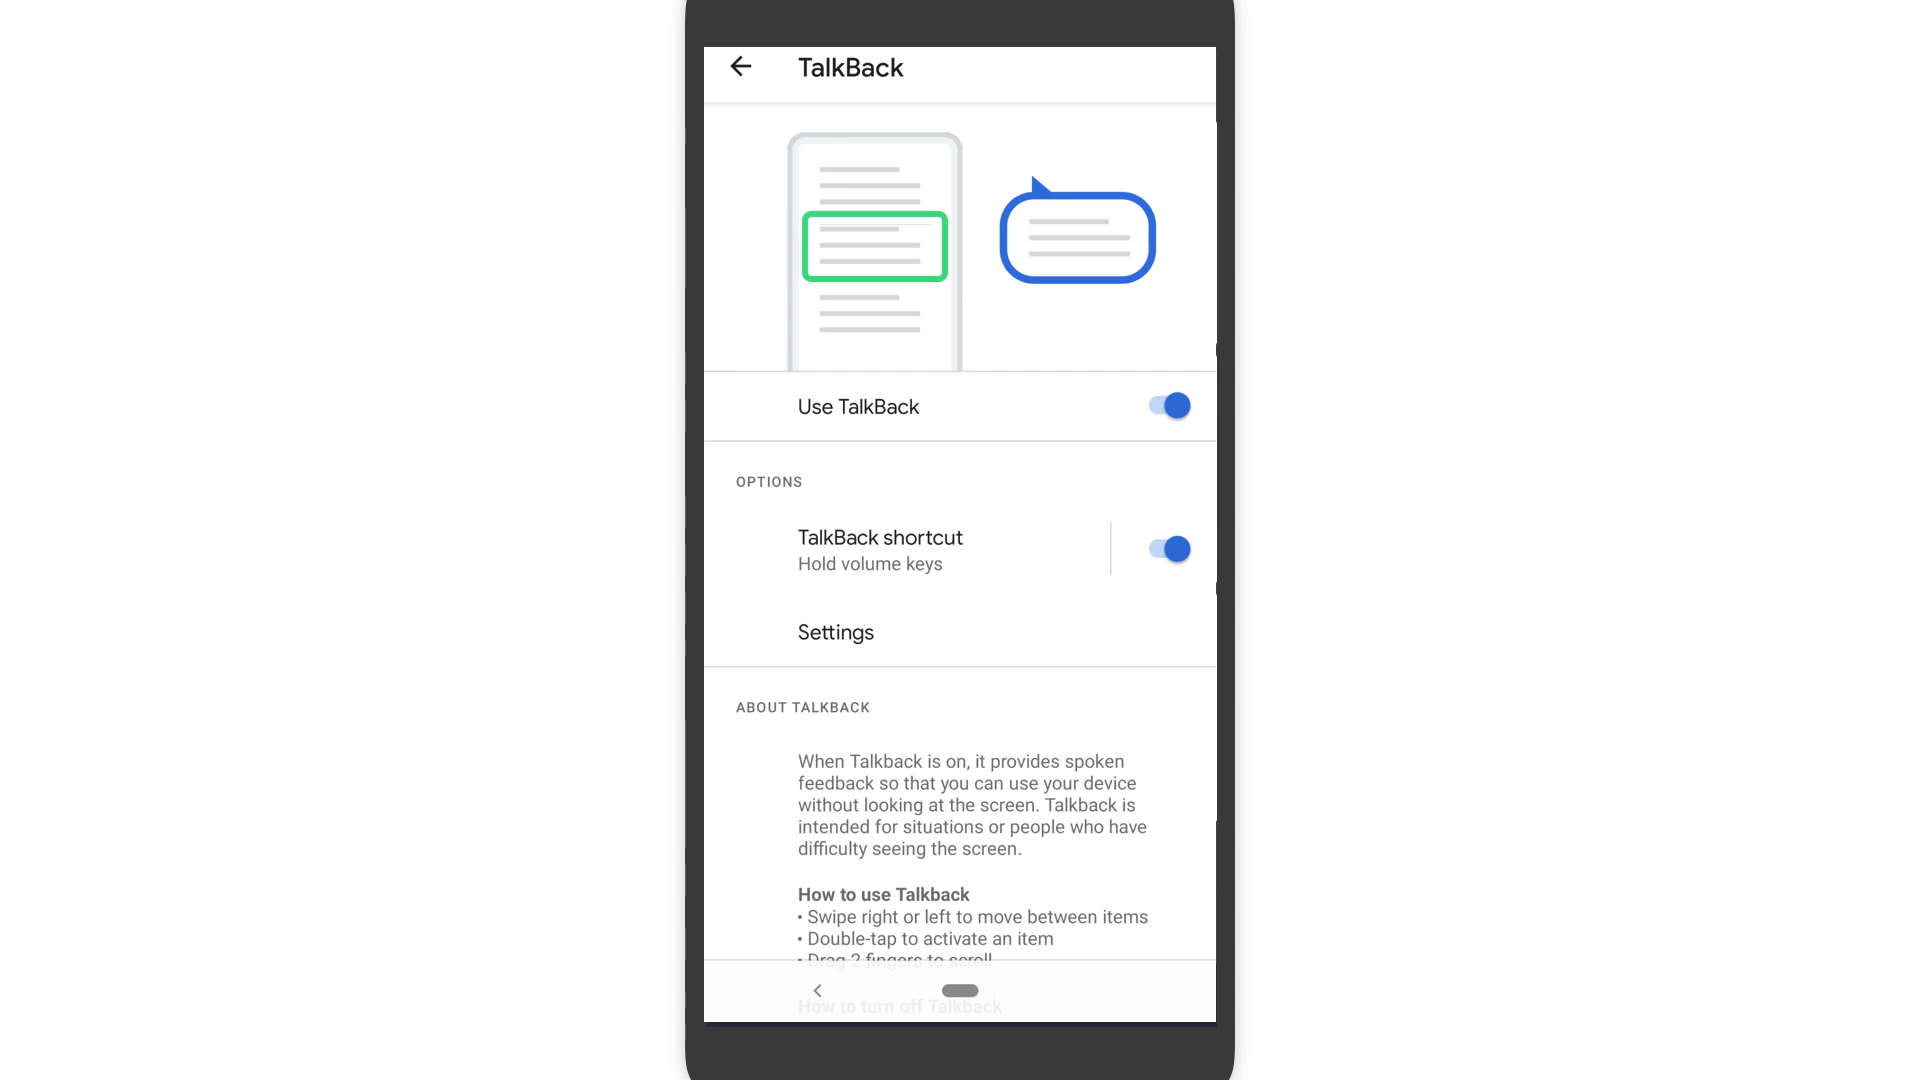 TalkBack
Use TalkBack
OPTIONS
TalkBack shortcut
Hold volume keys
Settings
ABOUT TALKBACK
When Talkback is on, it provides spoken
feedback so that you can use your device
without looking at the screen. Talkback is
intended for situations or people who have
difficulty seeing the screen.
How to use Talkback
• Swipe right or left to move between items
• Double-tap to activate an item
• Drag 2 fingers to scroll
How to turn off Talkback